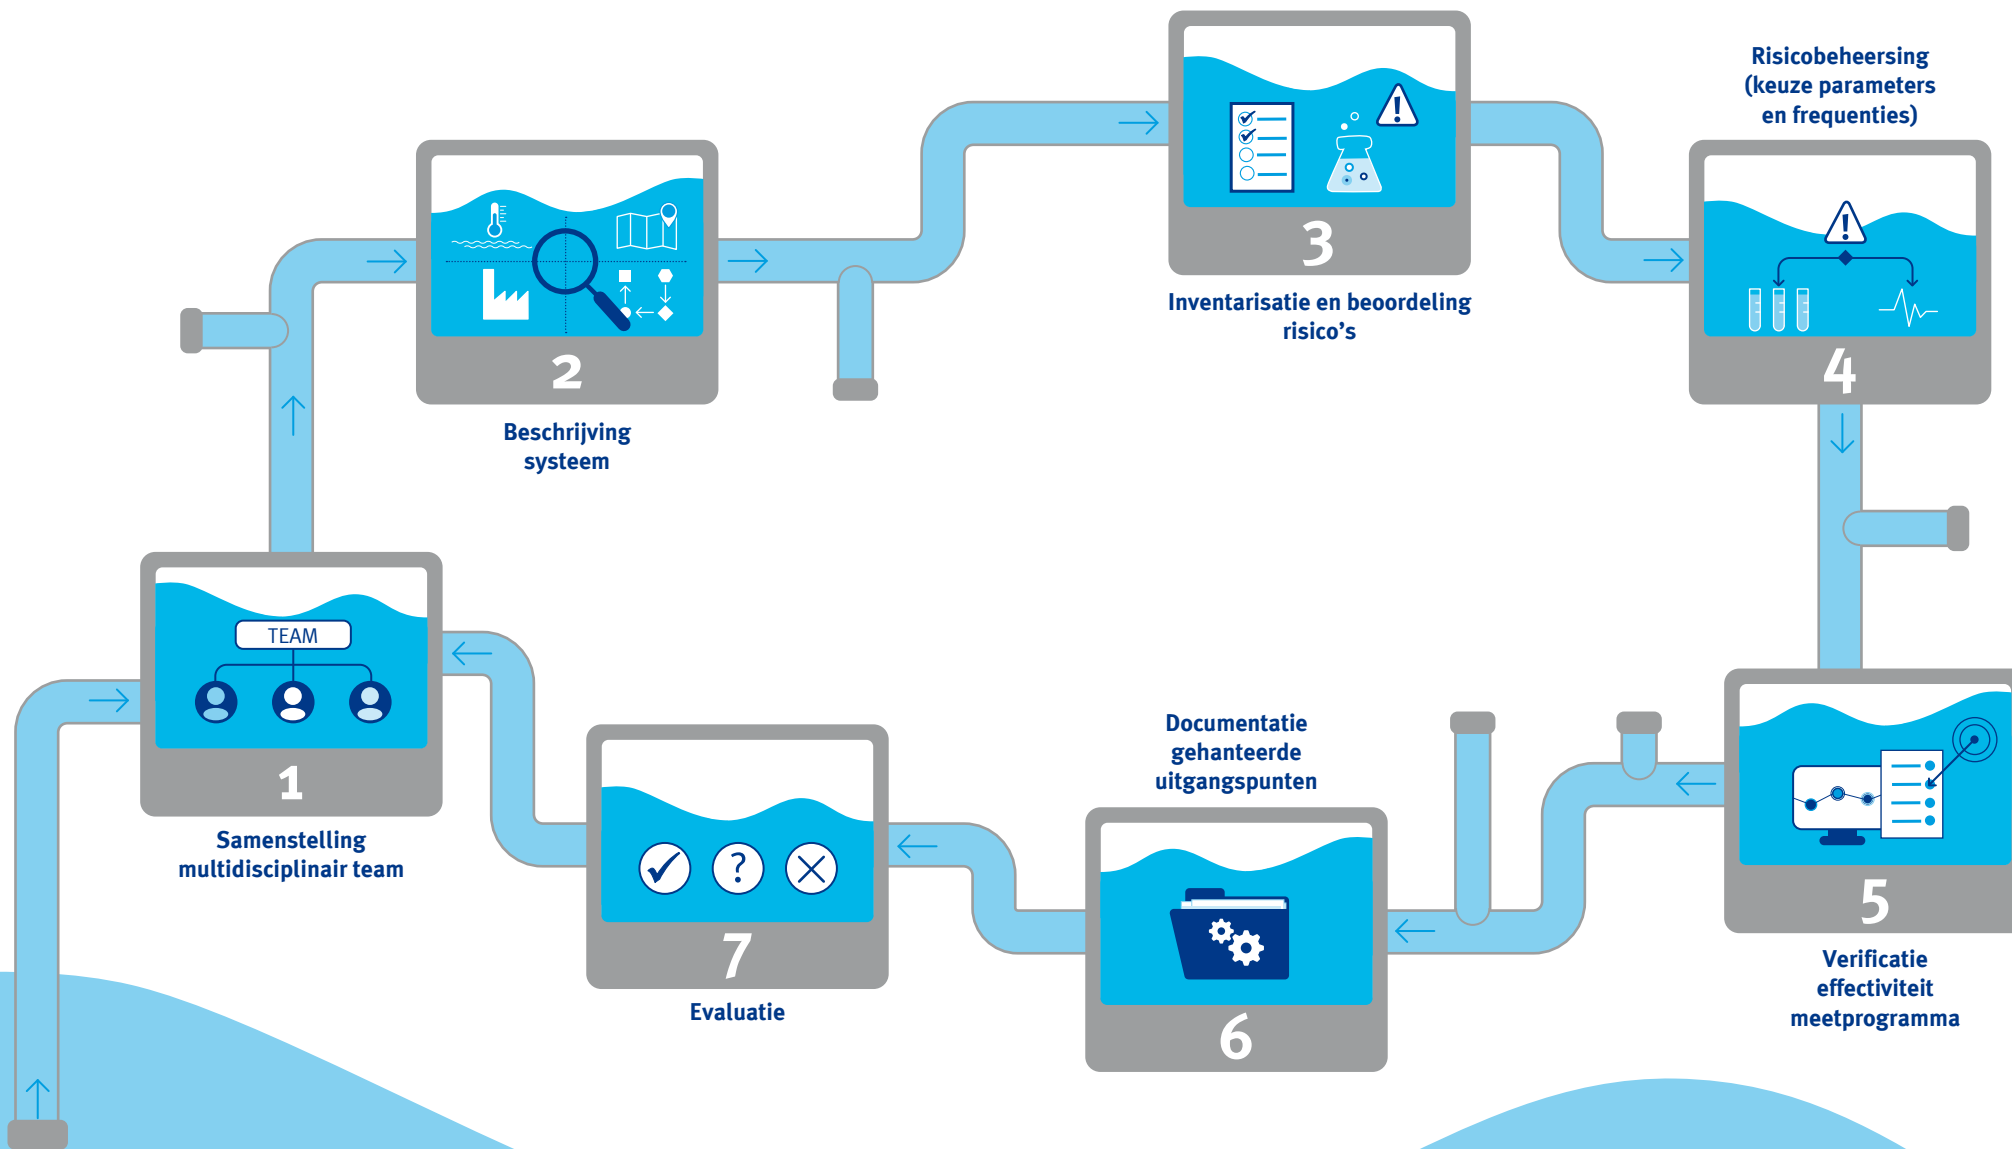 TEAM
1
Samenstelling
multidisciplinair team
2
Beschrijving
systeem
3
Inventarisatie en beoordeling
risico’s
Risicobeheersing
(keuze parameters
en frequenties)
4
5
Verificatie
effectiviteit
meetprogramma
Documentatie
gehanteerde
uitgangspunten
6
?
7
Evaluatie